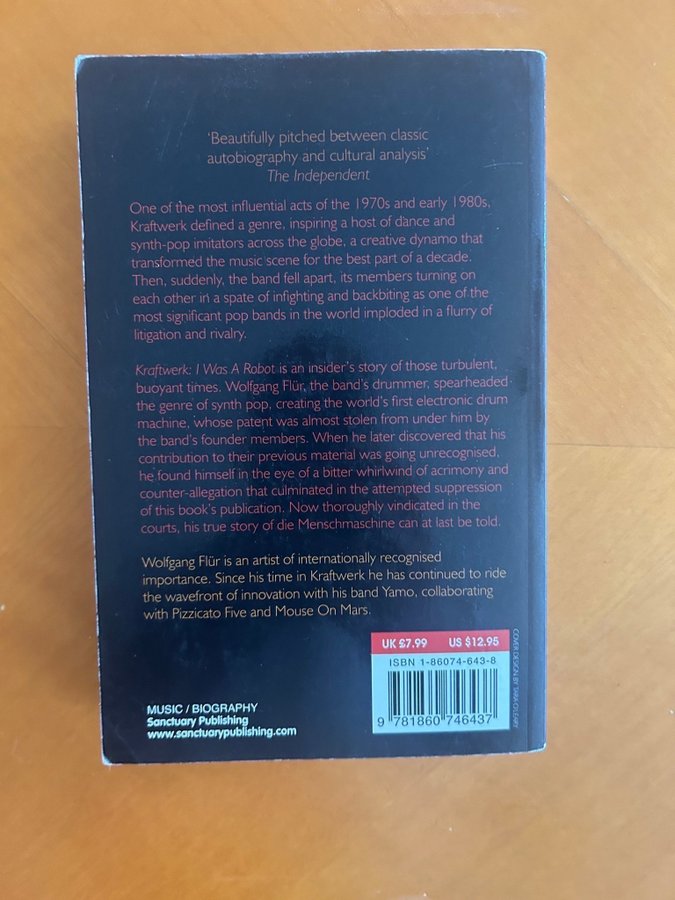 ‘Beautifully pitched between classic
autobiography and cultural analysis’
The Independent
One of the most influential acts of the 1970s and early 1980s,
Kraftwerk defined a genre, inspiring a host of dance and
synth-pop imitators across the globe, a creative dynamo that
transformed the music scene for the best part of a decade.
Then, suddenly, the band fell apart, its members turning on
each other in a spate of infighting and backbiting as one of the
most significant pop bands in the world imploded in a flurry of
litigation and rivalry.
Kraftwerk: I Was A Robot is an insider's story of those turbulent,
buoyant times. Wolfgang Flür, the band's drummer, spearheaded
the genre of synth pop, creating the world's first electronic drum
machine, whose patent was almost stolen from under him by
the band's founder members. When he later discovered that his
contribution to their previous material was going unrecognised,
he found himself in the eye of a bitter whirlwind of acrimony and
counter-allegation that culminated in the attempted suppression
of this book's publication. Now thoroughly vindicated in the
courts, his true story of die Menschmaschine can at last be told.
Wolfgang Flür is an artist of internationally recognised
importance. Since his time in Kraftwerk he has continued to ride
the wavefront of innovation with his band Yamo, collaborating
with Pizzicato Five and Mouse On Mars.
UK £7.99 US $12.95
ISBN 1-86074-643-8
9 781860 746437
COVER DESIGN BY
MUSIC / BIOGRAPHY
Sanctuary Publishing
www.sanctuarypublishing.com